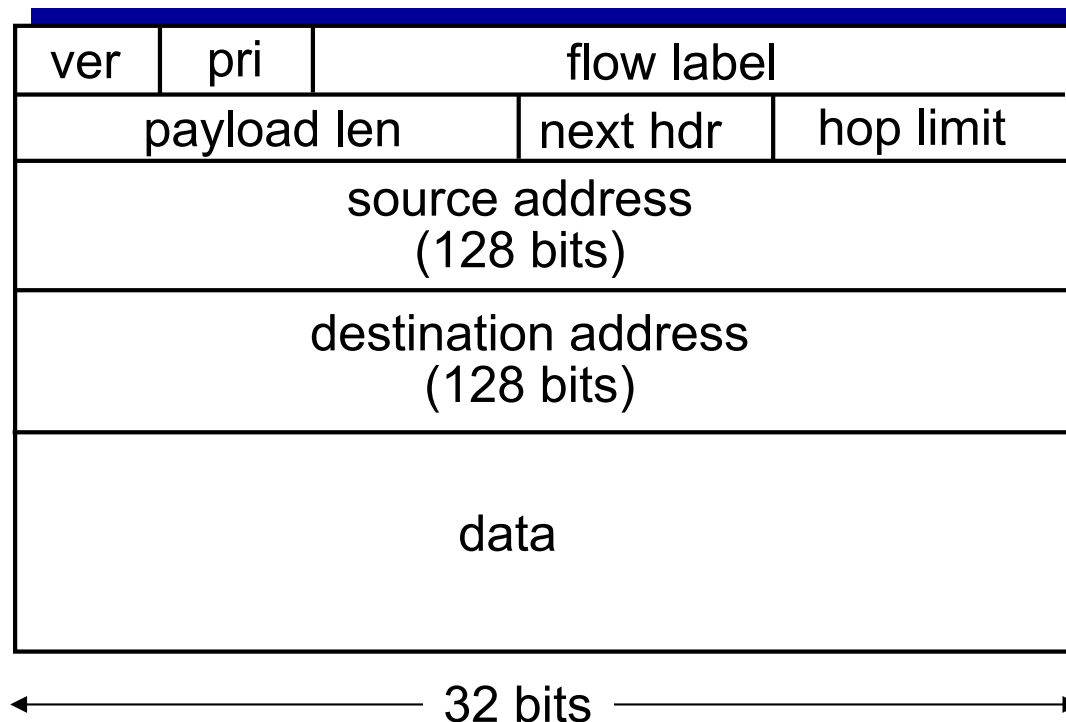 ver pri flow label
payload len next hdr hop limit
source address
(128 bits)
destination address
(128 bits)
data
32 bits